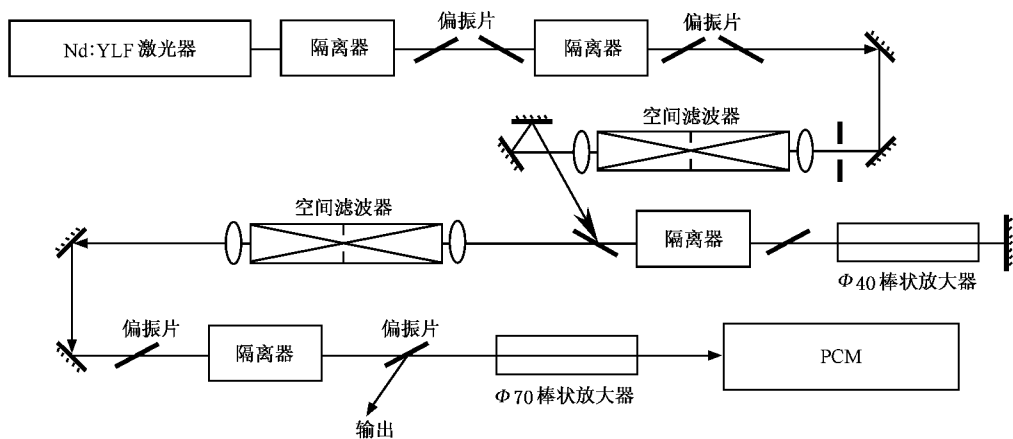 偏振片
偏振片
Nd:YLF 激光器
隔离器
隔离器
空间滤波器
空间滤波器
隔离器
Φ40棒状放大器
偏振片
偏振片
隔离器
PCM
Φ70棒状放大器
输出